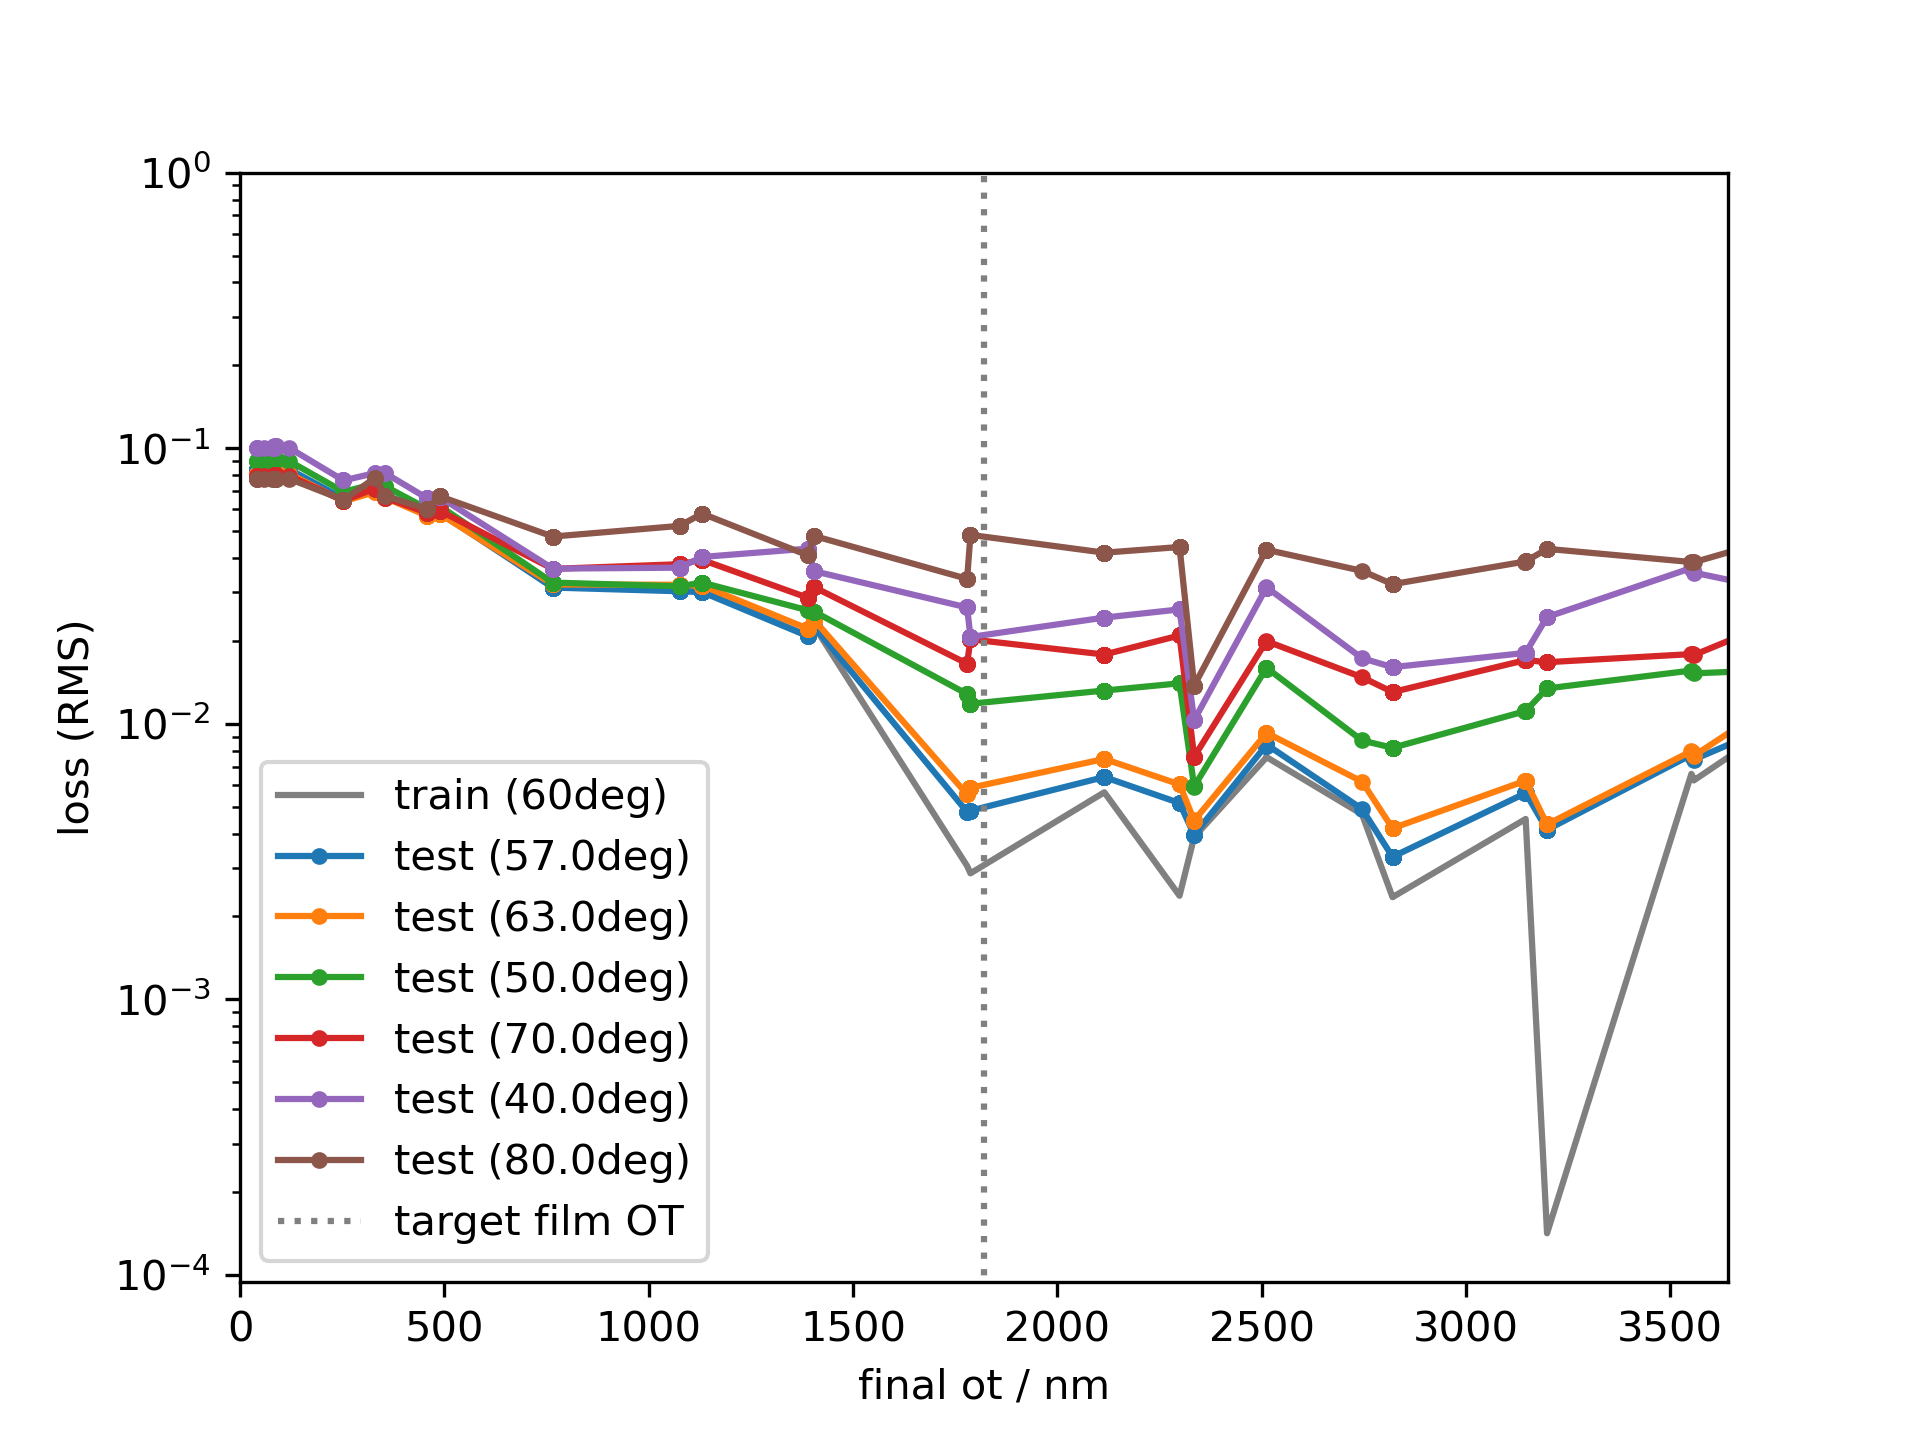 10⁰
10⁻¹
10⁻²
10⁻³
10⁻⁴
loss (RMS)
train (60deg)
test (57.0deg)
test (63.0deg)
test (50.0deg)
test (70.0deg)
test (40.0deg)
test (80.0deg)
target film OT
0 500 1000 1500 2000 2500 3000 3500
final ot / nm